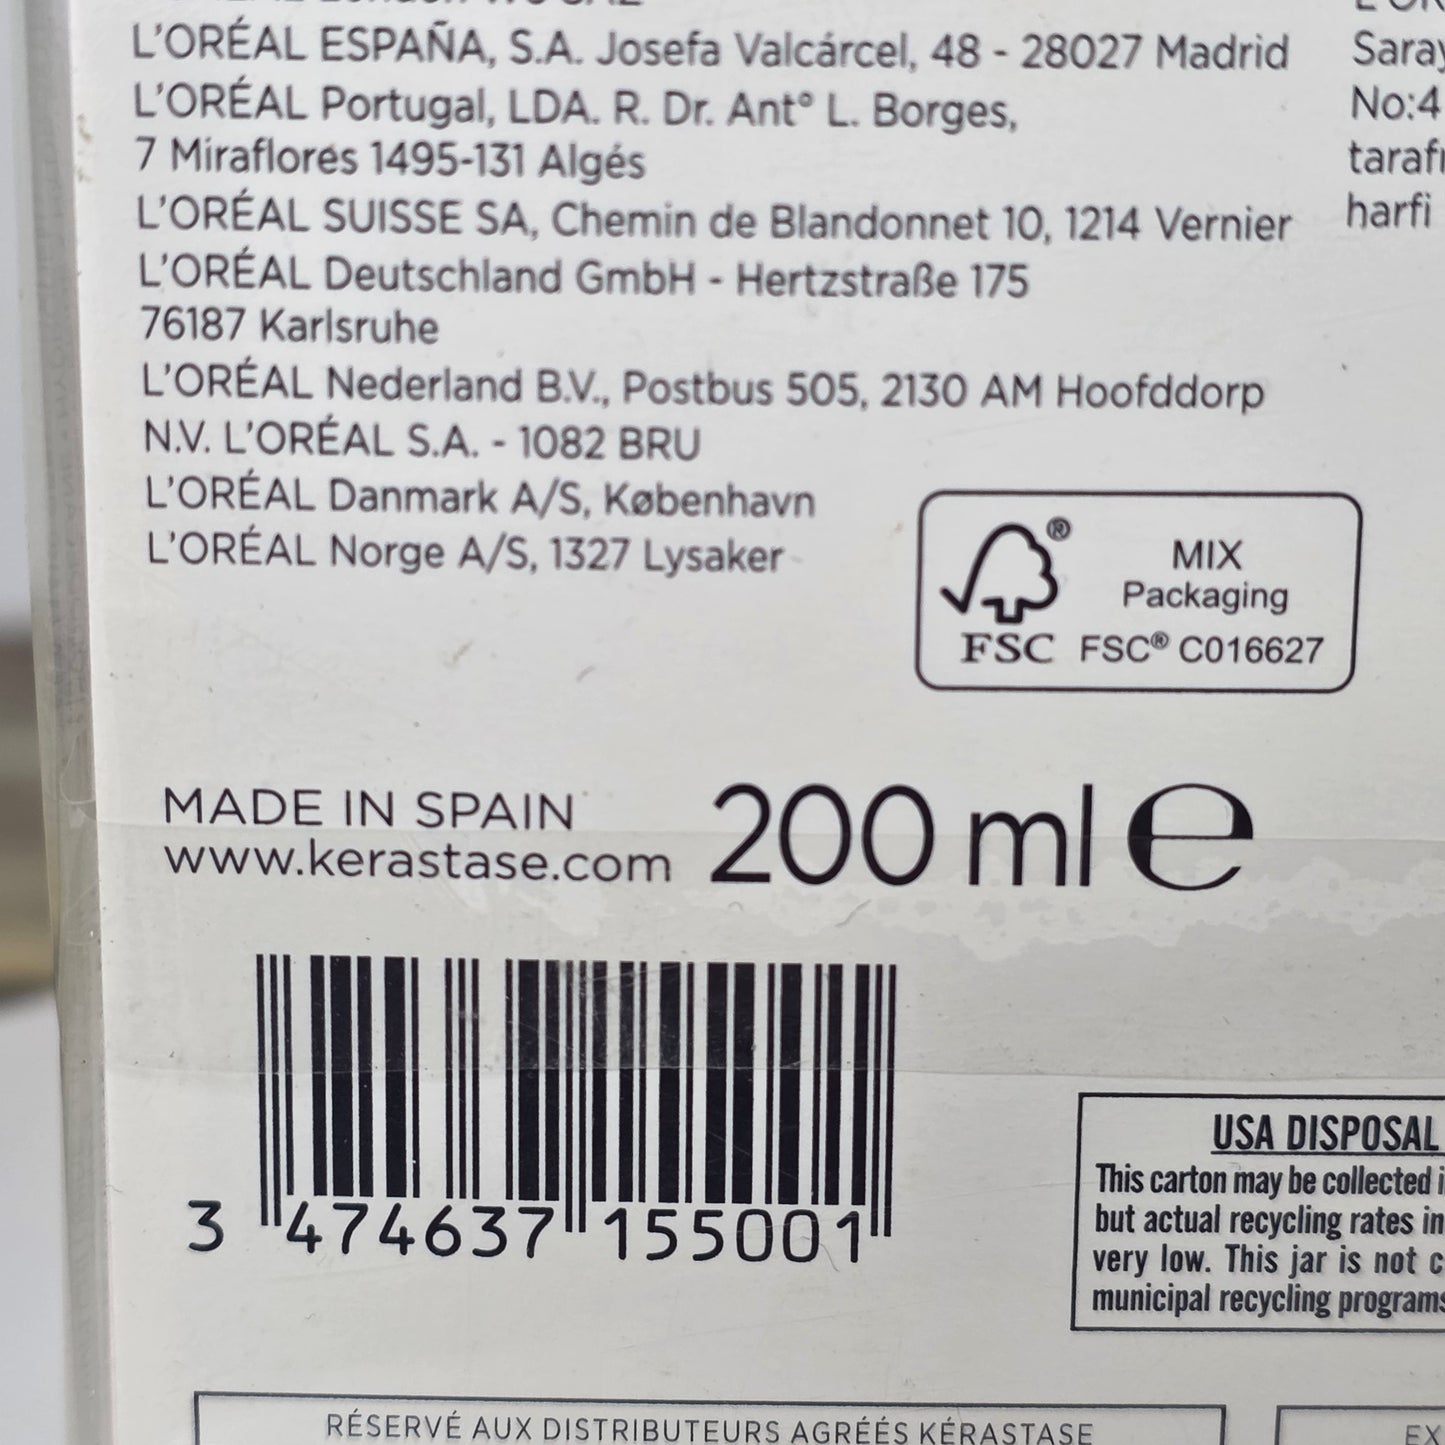 L'ORÉAL ESPAÑA, S.A. Josefa Valcárcel, 48 - 28027 Madrid
L'ORÉAL Portugal, LDA. R. Dr. Ant° L. Borges,
7 Miraflores 1495-131 Algés
L'ORÉAL SUISSE SA, Chemin de Blandonnet 10, 1214 Vernier
L'ORÉAL Deutschland GmbH - Hertzstraße 175
76187 Karlsruhe
L'ORÉAL Nederland B.V., Postbus 505, 2130 AM Hoofddorp
N.V. L'ORÉAL S.A. - 1082 BRU
L'ORÉAL Danmark A/S, København
L'ORÉAL Norge A/S, 1327 Lysaker
No:4
harfi
MIX
Packaging
FSC FSC® C016627
MADE IN SPAIN
www.kerastase.com
200 ml e
3 474637 155001
USA DISPOSAL
This carton may be collected
but actual recycling rates in
very low. This jar is not
municipal recycling programs
RÉSERVÉ AUX DISTRIBUTEURS AGRÉÉS KÉRASTASE